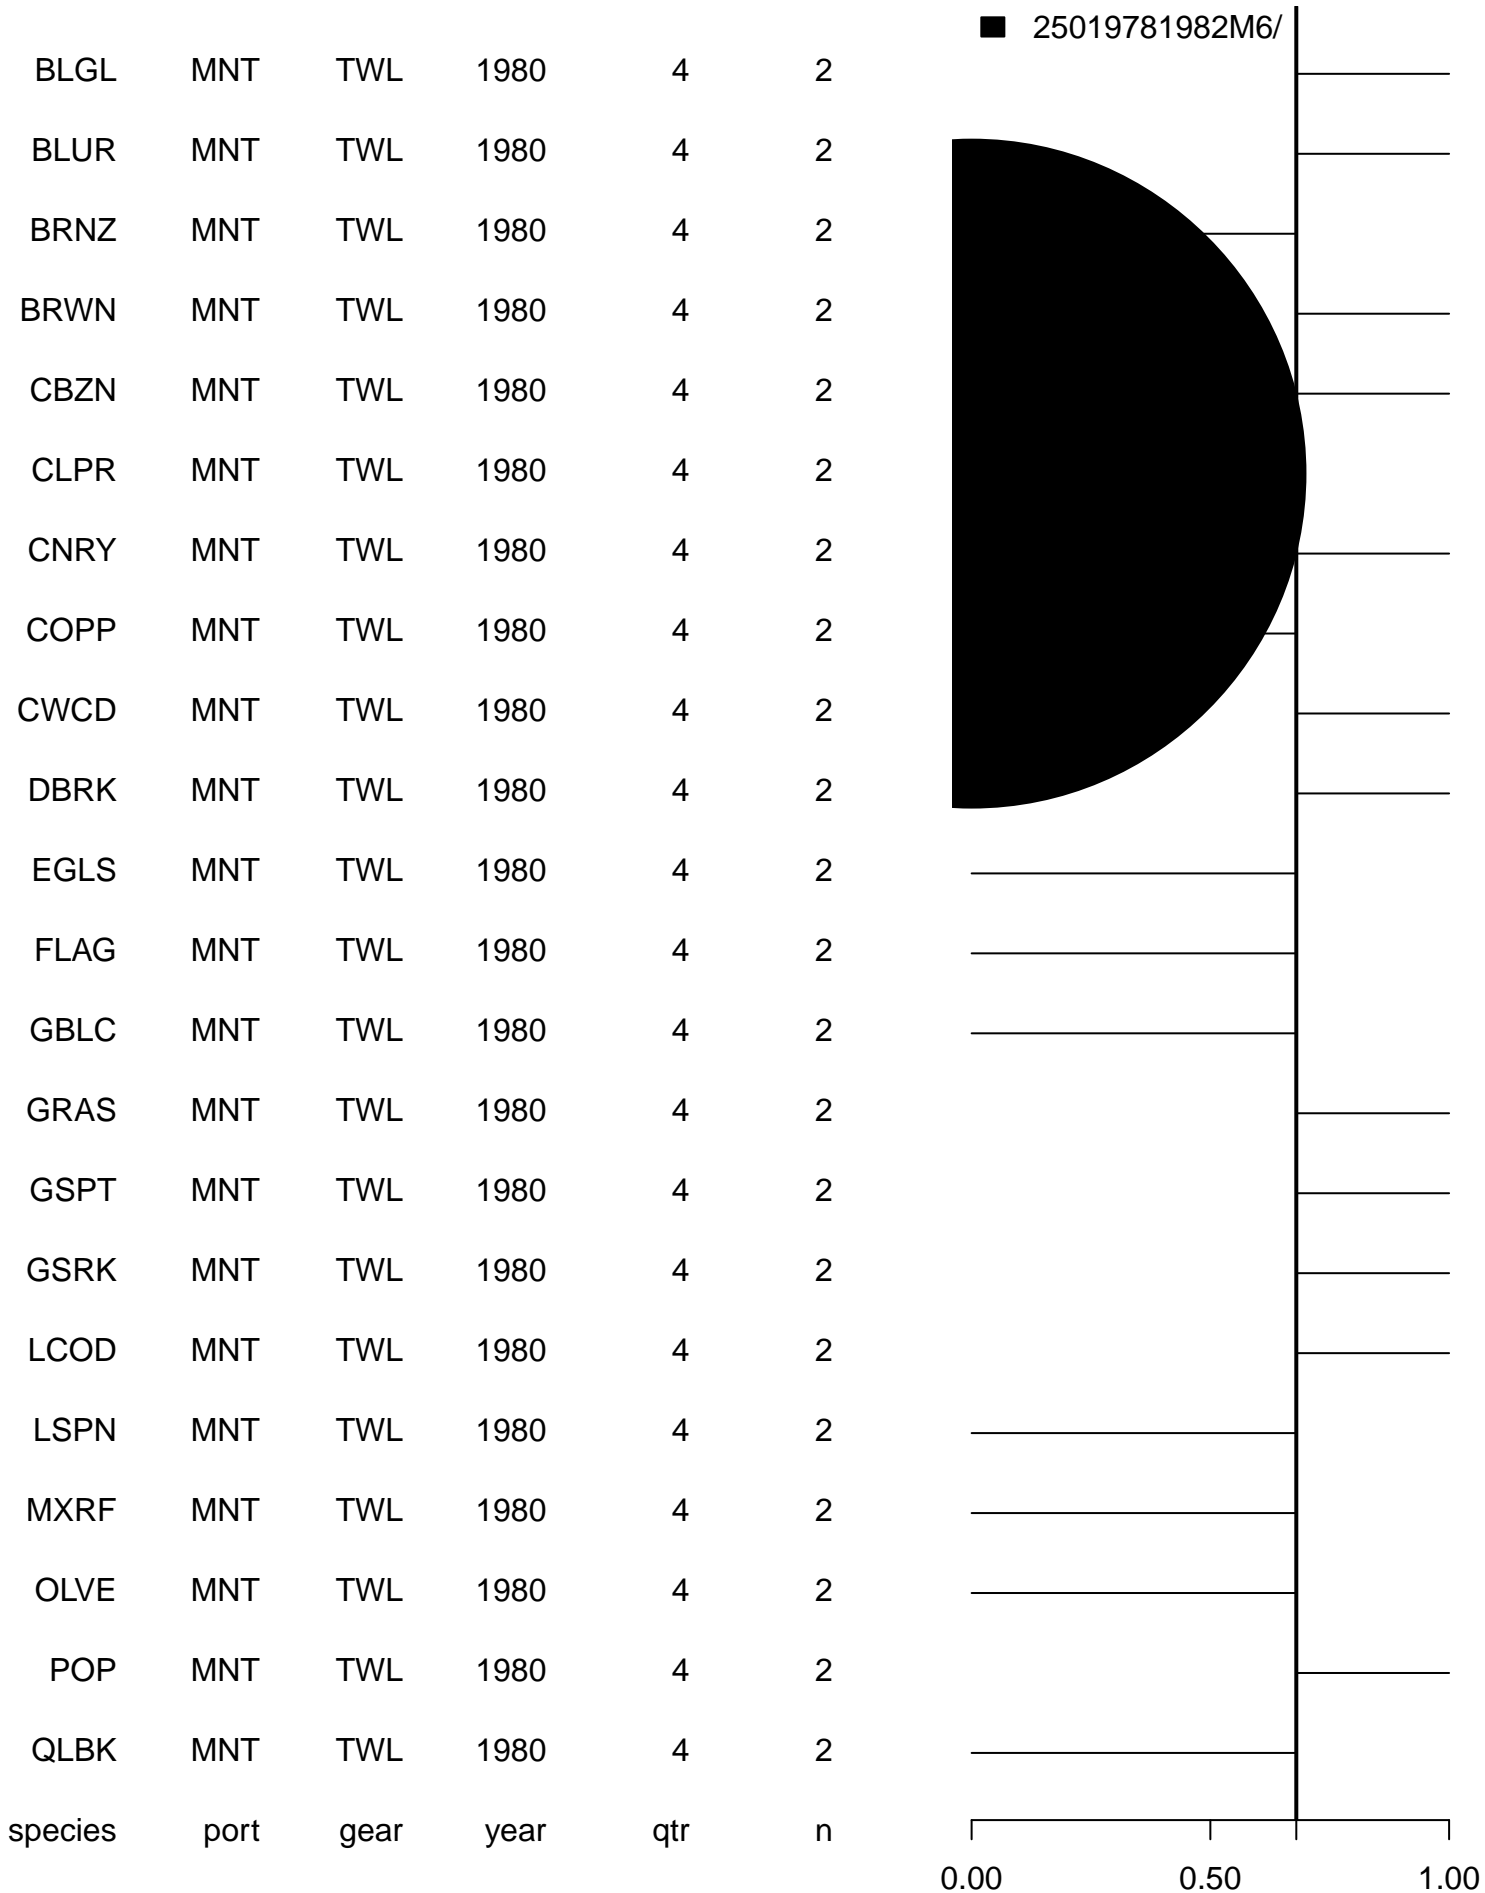 25019781982M6/
BLGL MNT TWL 1980 4 2
BLUR MNT TWL 1980 4 2
BRNZ MNT TWL 1980 4 2
BRWN MNT TWL 1980 4 2
CBZN MNT TWL 1980 4 2
CLPR MNT TWL 1980 4 2
CNRY MNT TWL 1980 4 2
COPP MNT TWL 1980 4 2
CWCD MNT TWL 1980 4 2
DBRK MNT TWL 1980 4 2
EGLS MNT TWL 1980 4 2
FLAG MNT TWL 1980 4 2
GBLC MNT TWL 1980 4 2
GRAS MNT TWL 1980 4 2
GSPT MNT TWL 1980 4 2
GSRK MNT TWL 1980 4 2
LCOD MNT TWL 1980 4 2
LSPN MNT TWL 1980 4 2
MXRF MNT TWL 1980 4 2
OLVE MNT TWL 1980 4 2
POP MNT TWL 1980 4 2
QLBK MNT TWL 1980 4 2
species port gear year qtr n
0.00 0.50 1.00